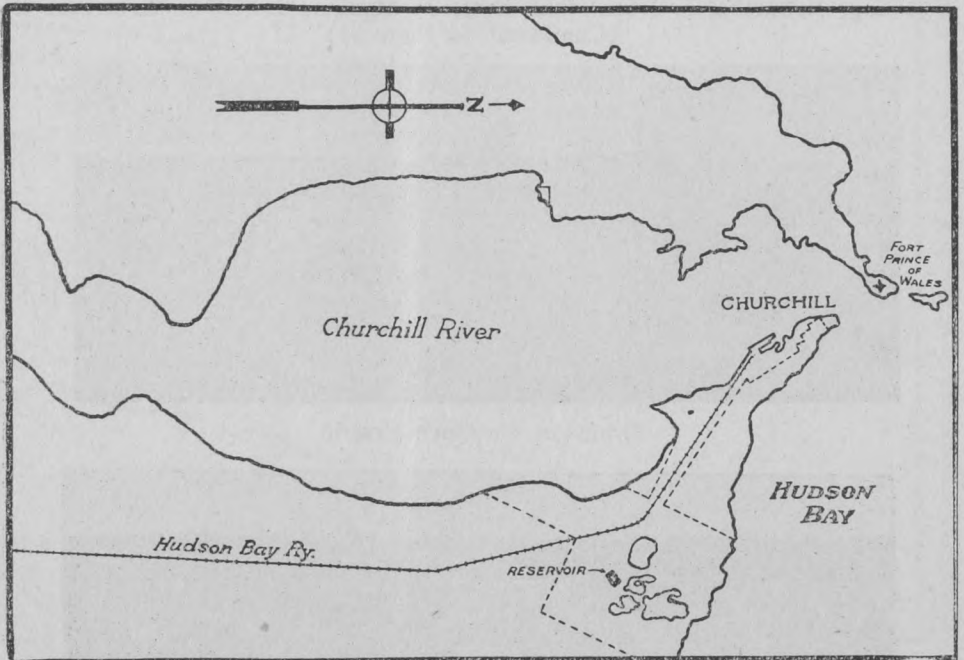 N
FORT
PRINCE
OF
WALES
CHURCHILL
Churchill River
HUDSON
BAY
Hudson Bay Ry.
RESERVOIR